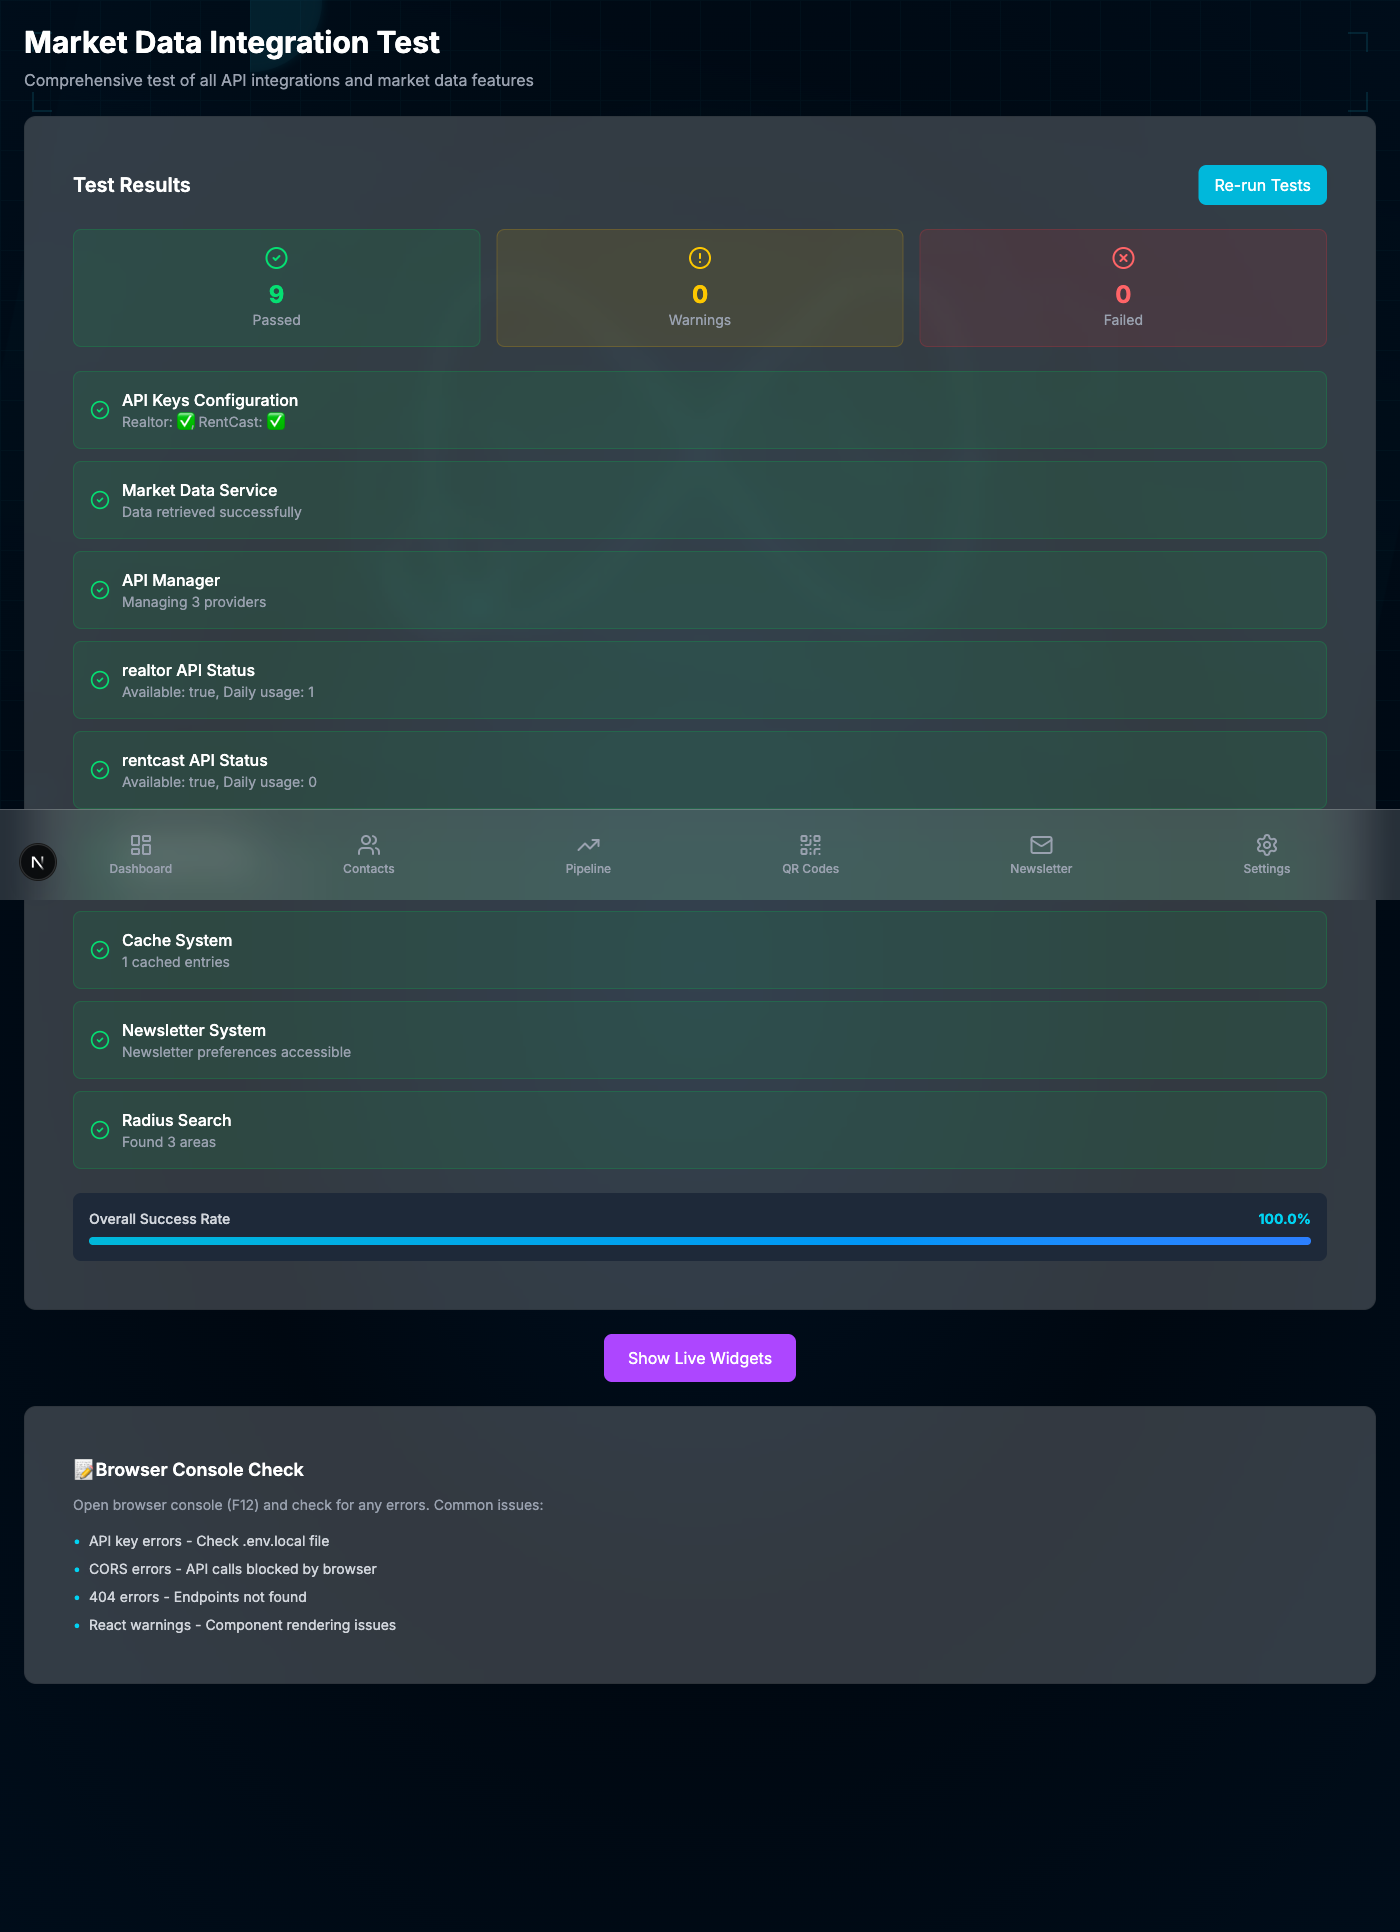 Market Data Integration Test
Comprehensive test of all API integrations and market data features
Test Results
Re-run Tests
9
Passed
0
Warnings
0
Failed
API Keys Configuration
Realtor: ✅ RentCast: ✅
Market Data Service
Data retrieved successfully
API Manager
Managing 3 providers
realtor API Status
Available: true, Daily usage: 1
rentcast API Status
Available: true, Daily usage: 0
N
Dashboard
Contacts
Pipeline
QR Codes
Newsletter
Settings
Cache System
1 cached entries
Newsletter System
Newsletter preferences accessible
Radius Search
Found 3 areas
Overall Success Rate
100.0%
Show Live Widgets
📝Browser Console Check
Open browser console (F12) and check for any errors. Common issues:
• API key errors - Check .env.local file
• CORS errors - API calls blocked by browser
• 404 errors - Endpoints not found
• React warnings - Component rendering issues